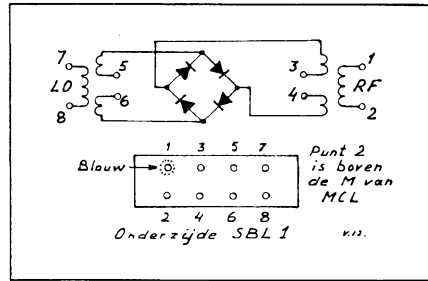 7 5 3 1
LO RF
6 4
8 2
1 3 5 7
Blauw
Punt 2
is boven
de M van
MCL
2 4 6 8
Onderzijde SBL 1
V.12.